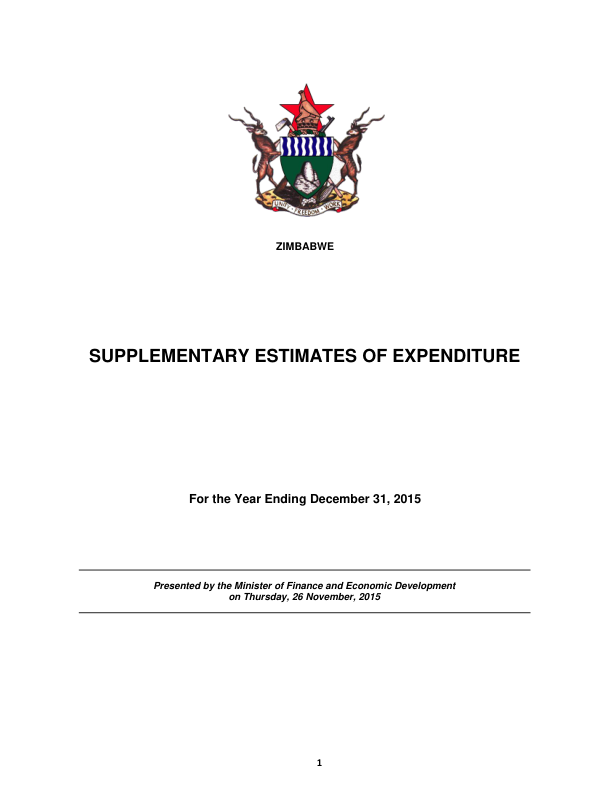 UNITY • FREEDOM • WORK
ZIMBABWE
SUPPLEMENTARY ESTIMATES OF EXPENDITURE
For the Year Ending December 31, 2015
Presented by the Minister of Finance and Economic Development
on Thursday, 26 November, 2015
1